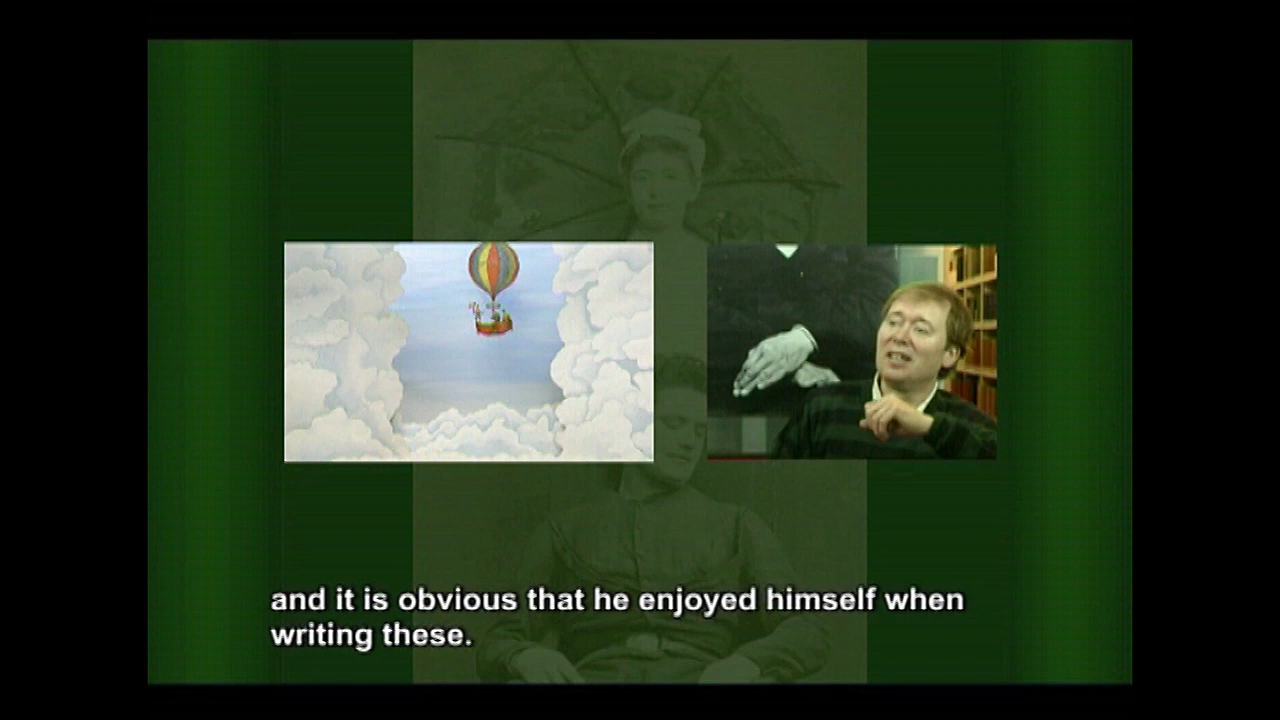 and it is obvious that he enjoyed himself when
writing these.